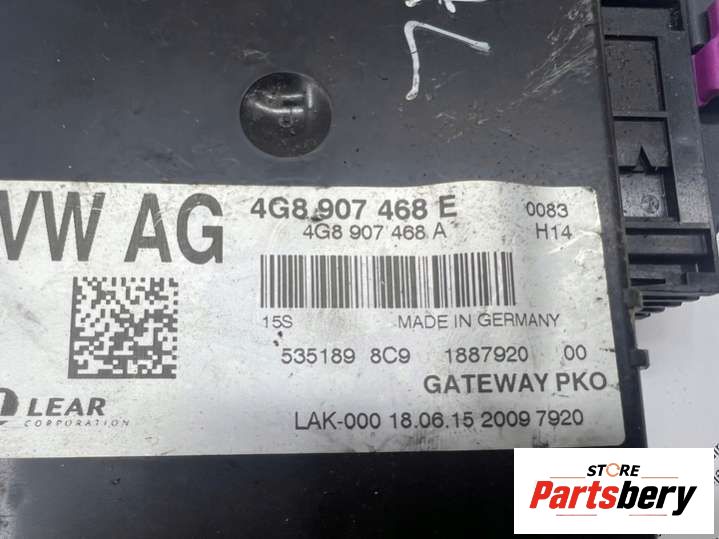 VW AG
4G8 907 468 E
0083
4G8 907 468 A
H14
15S
MADE IN GERMANY
535189 8C9 1887920 00
GATEWAY PKO
LEAR
CORPORATION
LAK-000 18.06.15 2009 7920
STORE
Partsbery